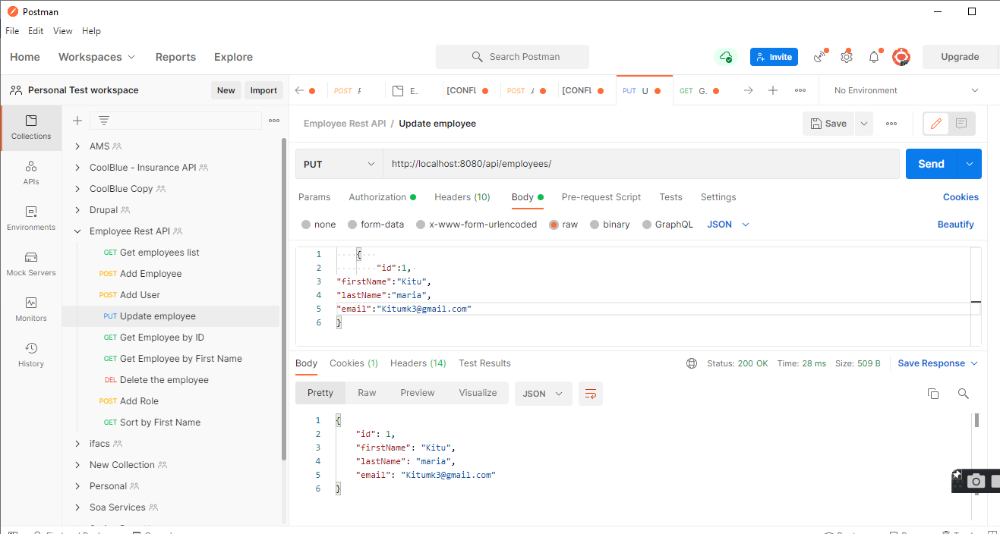 Postman
File Edit View Help
Home Workspaces Reports Explore Search Postman Invite Upgrade
Personal Test workspace New Import
POST E.. [CONFL POST [CONFL PUT U GET G. No Environment
Collections
APIs
Environments
Mock Servers
Monitors
History
AMS
CoolBlue - Insurance API
CoolBlue Copy
Drupal
Employee Rest API
GET Get employees list
POST Add Employee
POST Add User
PUT Update employee
GET Get Employee by ID
GET Get Employee by First Name
DEL Delete the employee
POST Add Role
GET Sort by First Name
ifacs
New Collection
Personal
Soa Services
Employee Rest API / Update employee Save
PUT http://localhost:8080/api/employees/ Send
Params Authorization Headers (10) Body Pre-request Script Tests Settings Cookies
none form-data x-www-form-urlencoded raw binary GraphQL JSON Beautify
1 {
2 "id":1,
3 "firstName":"Kitu",
4 "lastName":"maria",
5 "email":"Kitumk3@gmail.com"
6 }
Body Cookies (1) Headers (14) Test Results Status: 200 OK Time: 28 ms Size: 509 B Save Response
Pretty Raw Preview Visualize JSON
1 {
2 "id": 1,
3 "firstName": "Kitu",
4 "lastName": "maria",
5 "email": "Kitumk3@gmail.com"
6 }